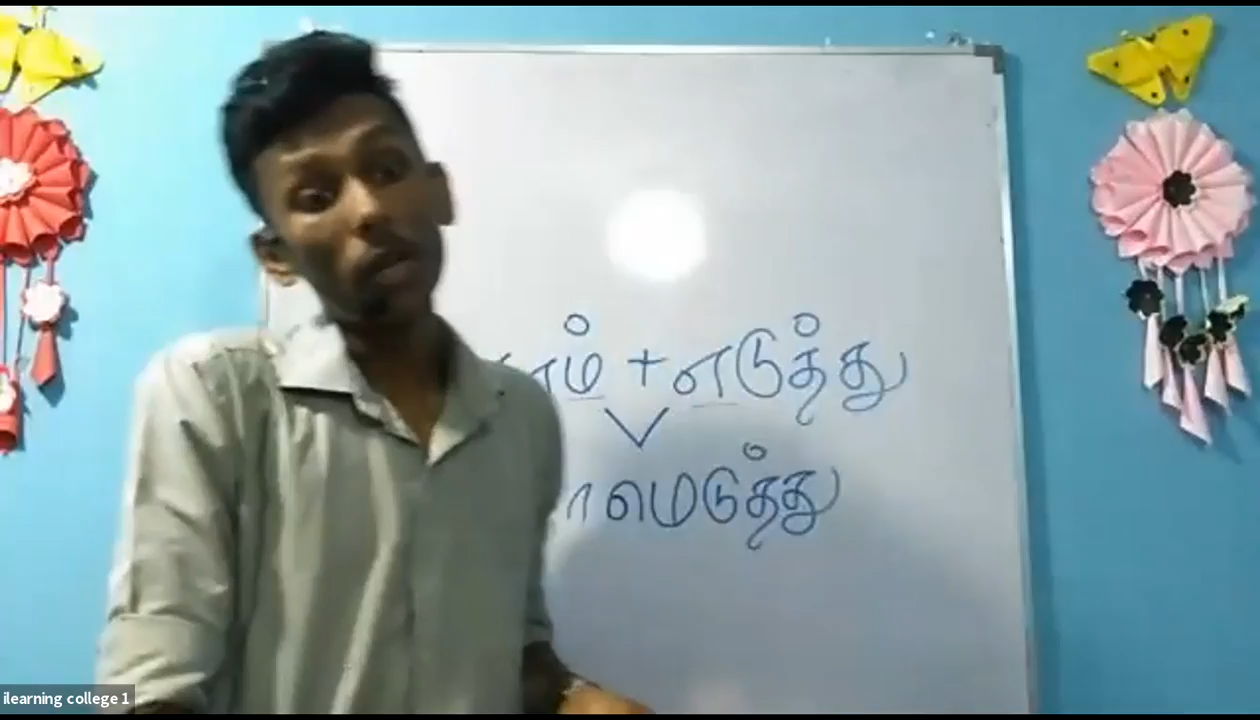 ம் + எடுத்து
மெடுத்து
ilearning college 1